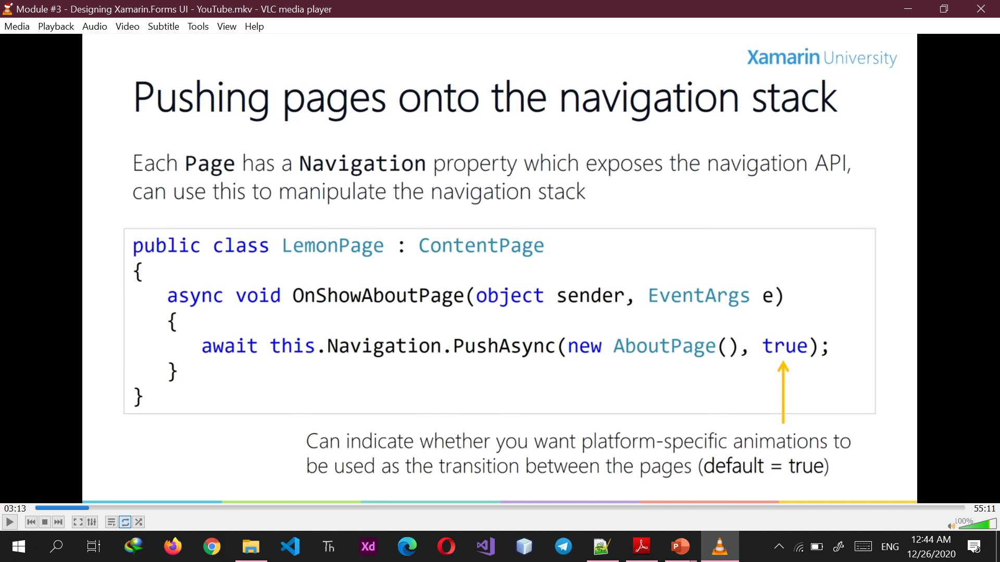 Module #3 - Designing Xamarin.Forms UI - YouTube.mkv - VLC media player
Media Playback Audio Video Subtitle Tools View Help
Xamarin University
Pushing pages onto the navigation stack
Each Page has a Navigation property which exposes the navigation API,
can use this to manipulate the navigation stack
public class LemonPage : ContentPage
{
async void OnShowAboutPage(object sender, EventArgs e)
{
await this.Navigation.PushAsync(new AboutPage(), true);
}
}
Can indicate whether you want platform-specific animations to
be used as the transition between the pages (default = true)
03:13 55:11
100%
Th Xd P ENG 12:44 AM
12/26/2020